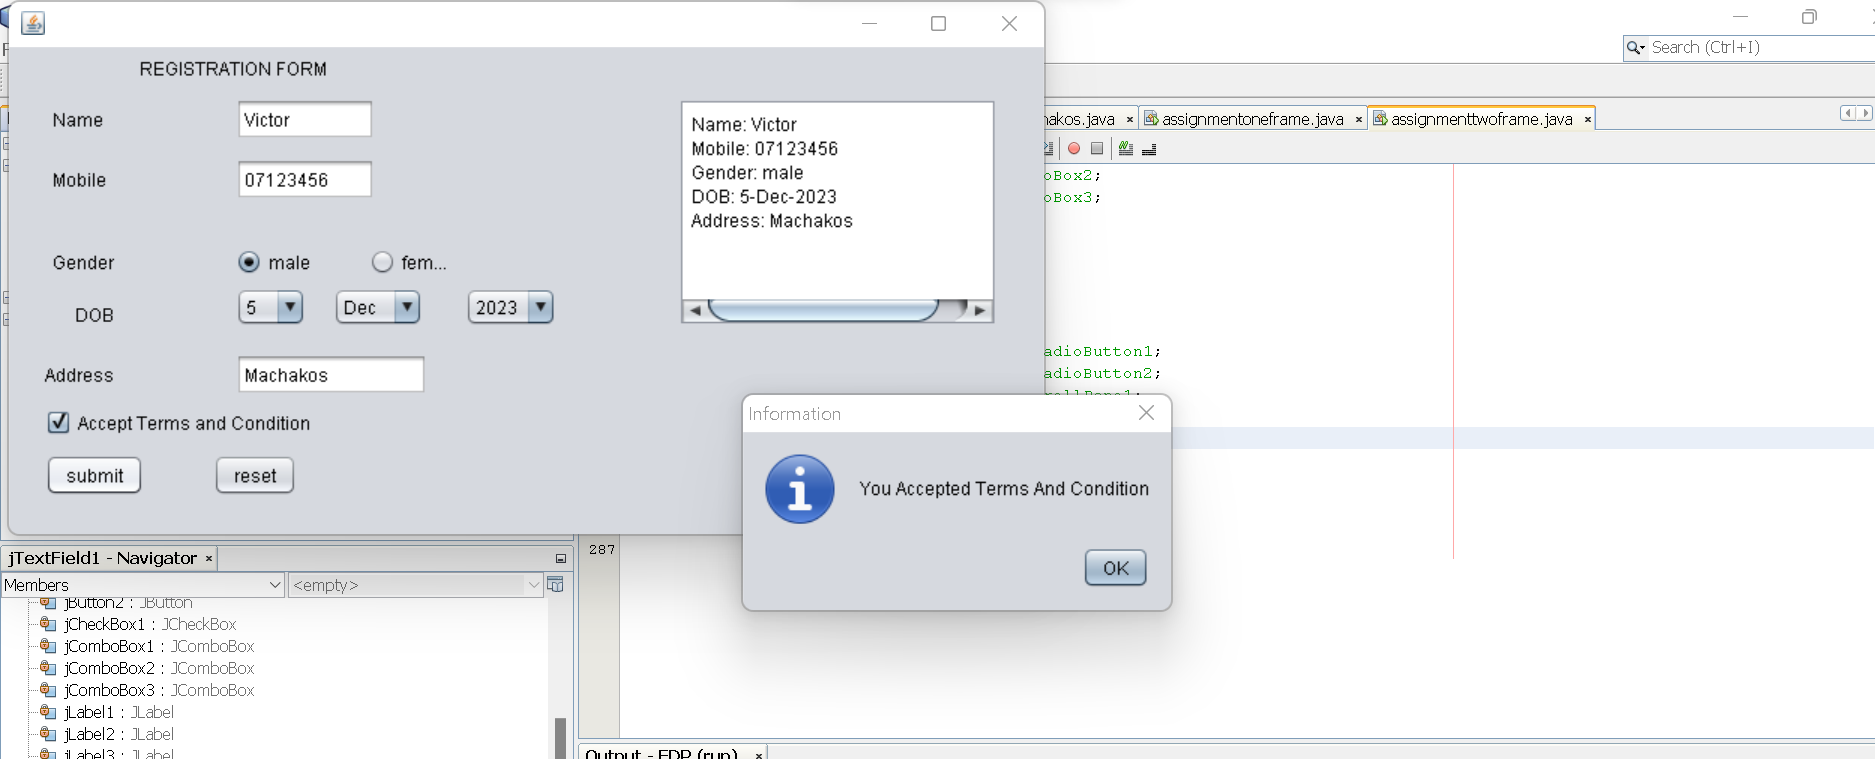 Search (Ctrl+I)
REGISTRATION FORM
Name
Victor
Mobile
07123456
Gender
male
fem...
DOB
5
Dec
2023
Address
Machakos
Accept Terms and Condition
submit
reset
Name: Victor
Mobile: 07123456
Gender: male
DOB: 5-Dec-2023
Address: Machakos
nakos.java × assignmentoneframe.java × assignmenttwoframe.java ×
oBox2;
oBox3;
adioButton1;
adioButton2;
Information
You Accepted Terms And Condition
OK
287
jTextField1 - Navigator ×
Members
<empty>
jButton2 : JButton
jCheckBox1 : JCheckBox
jComboBox1 : JComboBox
jComboBox2 : JComboBox
jComboBox3 : JComboBox
jLabel1 : JLabel
jLabel2 : JLabel
jLabel3 : JLabel
Output - EDP (run) ×